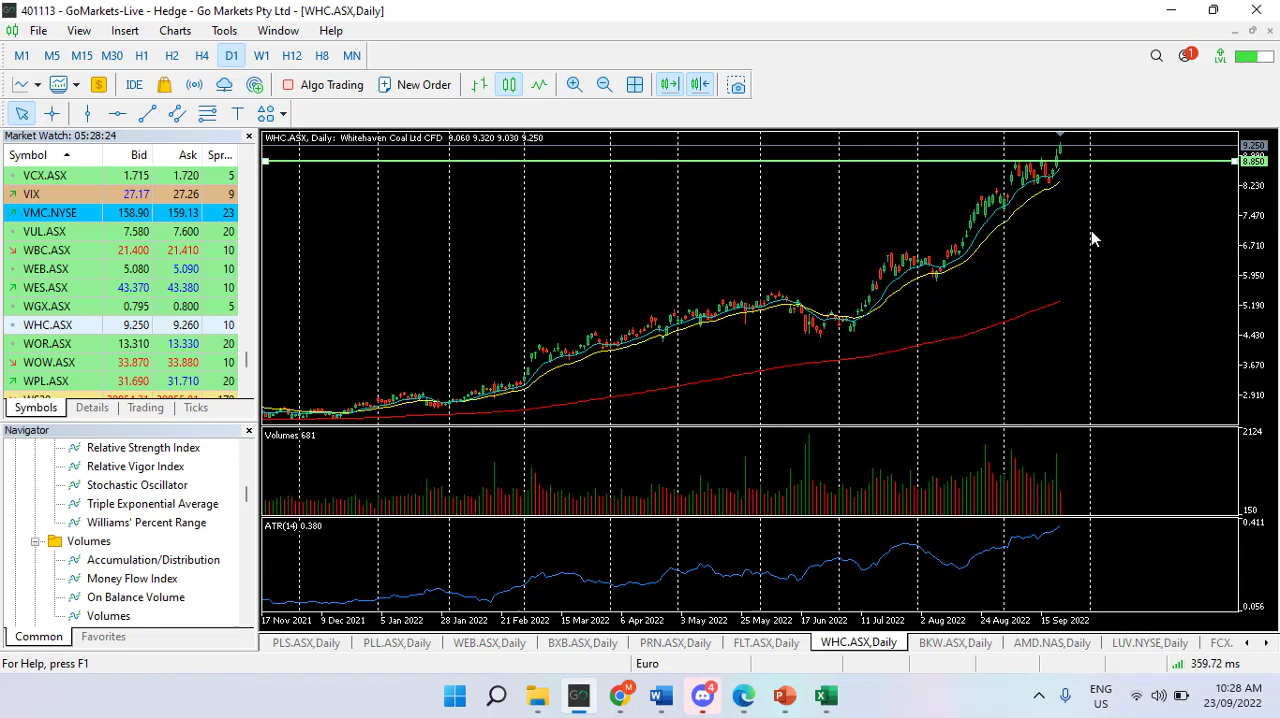 401113 - GoMarkets-Live - Hedge - Go Markets Pty Ltd - [WHC.ASX,Daily]
File View Insert Charts Tools Window Help
M1 M5 M15 M30 H1 H2 H4 D1 W1 H12 H8 MN
1 LVL
$ IDE Algo Trading New Order
T
Market Watch: 05:28:24
Symbol Bid Ask Spr...
VCX.ASX 1.715 1.720 5
VIX 27.17 27.26 9
VMC.NYSE 158.90 159.13 23
VUL.ASX 7.580 7.600 20
WBC.ASX 21.400 21.410 10
WEB.ASX 5.080 5.090 10
WES.ASX 43.370 43.380 10
WGX.ASX 0.795 0.800 5
WHC.ASX 9.250 9.260 10
WOR.ASX 13.310 13.330 20
WOW.ASX 33.870 33.880 10
WPL.ASX 31.690 31.710 20
Symbols Details Trading Ticks
Navigator
Relative Strength Index
Relative Vigor Index
Stochastic Oscillator
Triple Exponential Average
Williams' Percent Range
Volumes
Accumulation/Distribution
Money Flow Index
On Balance Volume
Volumes
Common Favorites
WHC.ASX, Daily: Whitehaven Coal Ltd CFD 9.060 9.320 9.030 9.250
9.250
8.850
8.230
7.470
6.710
5.950
5.190
4.430
3.670
2.910
Volumes 681
2124
150
ATR(14) 0.380
0.411
0.056
17 Nov 2021 9 Dec 2021 5 Jan 2022 28 Jan 2022 21 Feb 2022 15 Mar 2022 6 Apr 2022 3 May 2022 25 May 2022 17 Jun 2022 11 Jul 2022 2 Aug 2022 24 Aug 2022 15 Sep 2022
PLS.ASX,Daily PLL.ASX,Daily WEB.ASX,Daily BXB.ASX,Daily PRN.ASX,Daily FLT.ASX,Daily WHC.ASX,Daily BKW.ASX,Daily AMD.NAS,Daily LUV.NYSE,Daily FCX.
For Help, press F1 Euro 359.72 ms
GO M W 4 P X
ENG
US
10:28 AM
23/09/2022